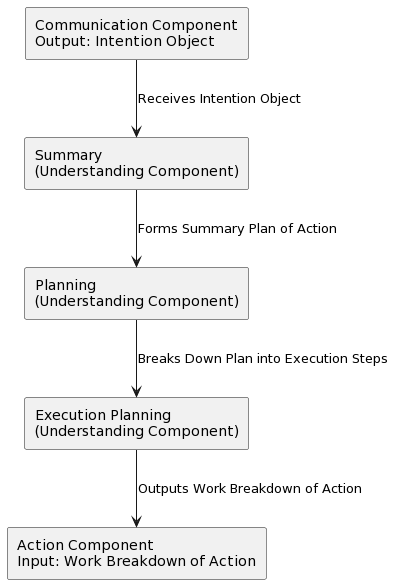 Communication Component
Output: Intention Object
Receives Intention Object
Summary
(Understanding Component)
Forms Summary Plan of Action
Planning
(Understanding Component)
Breaks Down Plan into Execution Steps
Execution Planning
(Understanding Component)
Outputs Work Breakdown of Action
Action Component
Input: Work Breakdown of Action